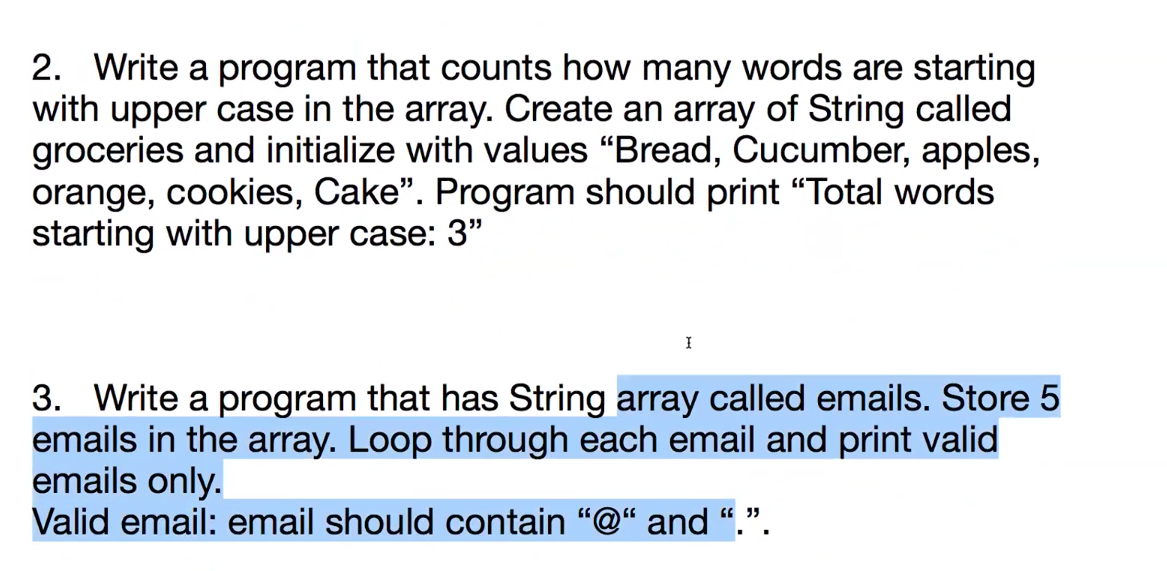 2. Write a program that counts how many words are starting
with upper case in the array. Create an array of String called
groceries and initialize with values “Bread, Cucumber, apples,
orange, cookies, Cake”. Program should print “Total words
starting with upper case: 3”
3. Write a program that has String array called emails. Store 5
emails in the array. Loop through each email and print valid
emails only.
Valid email: email should contain “@“ and “.”.